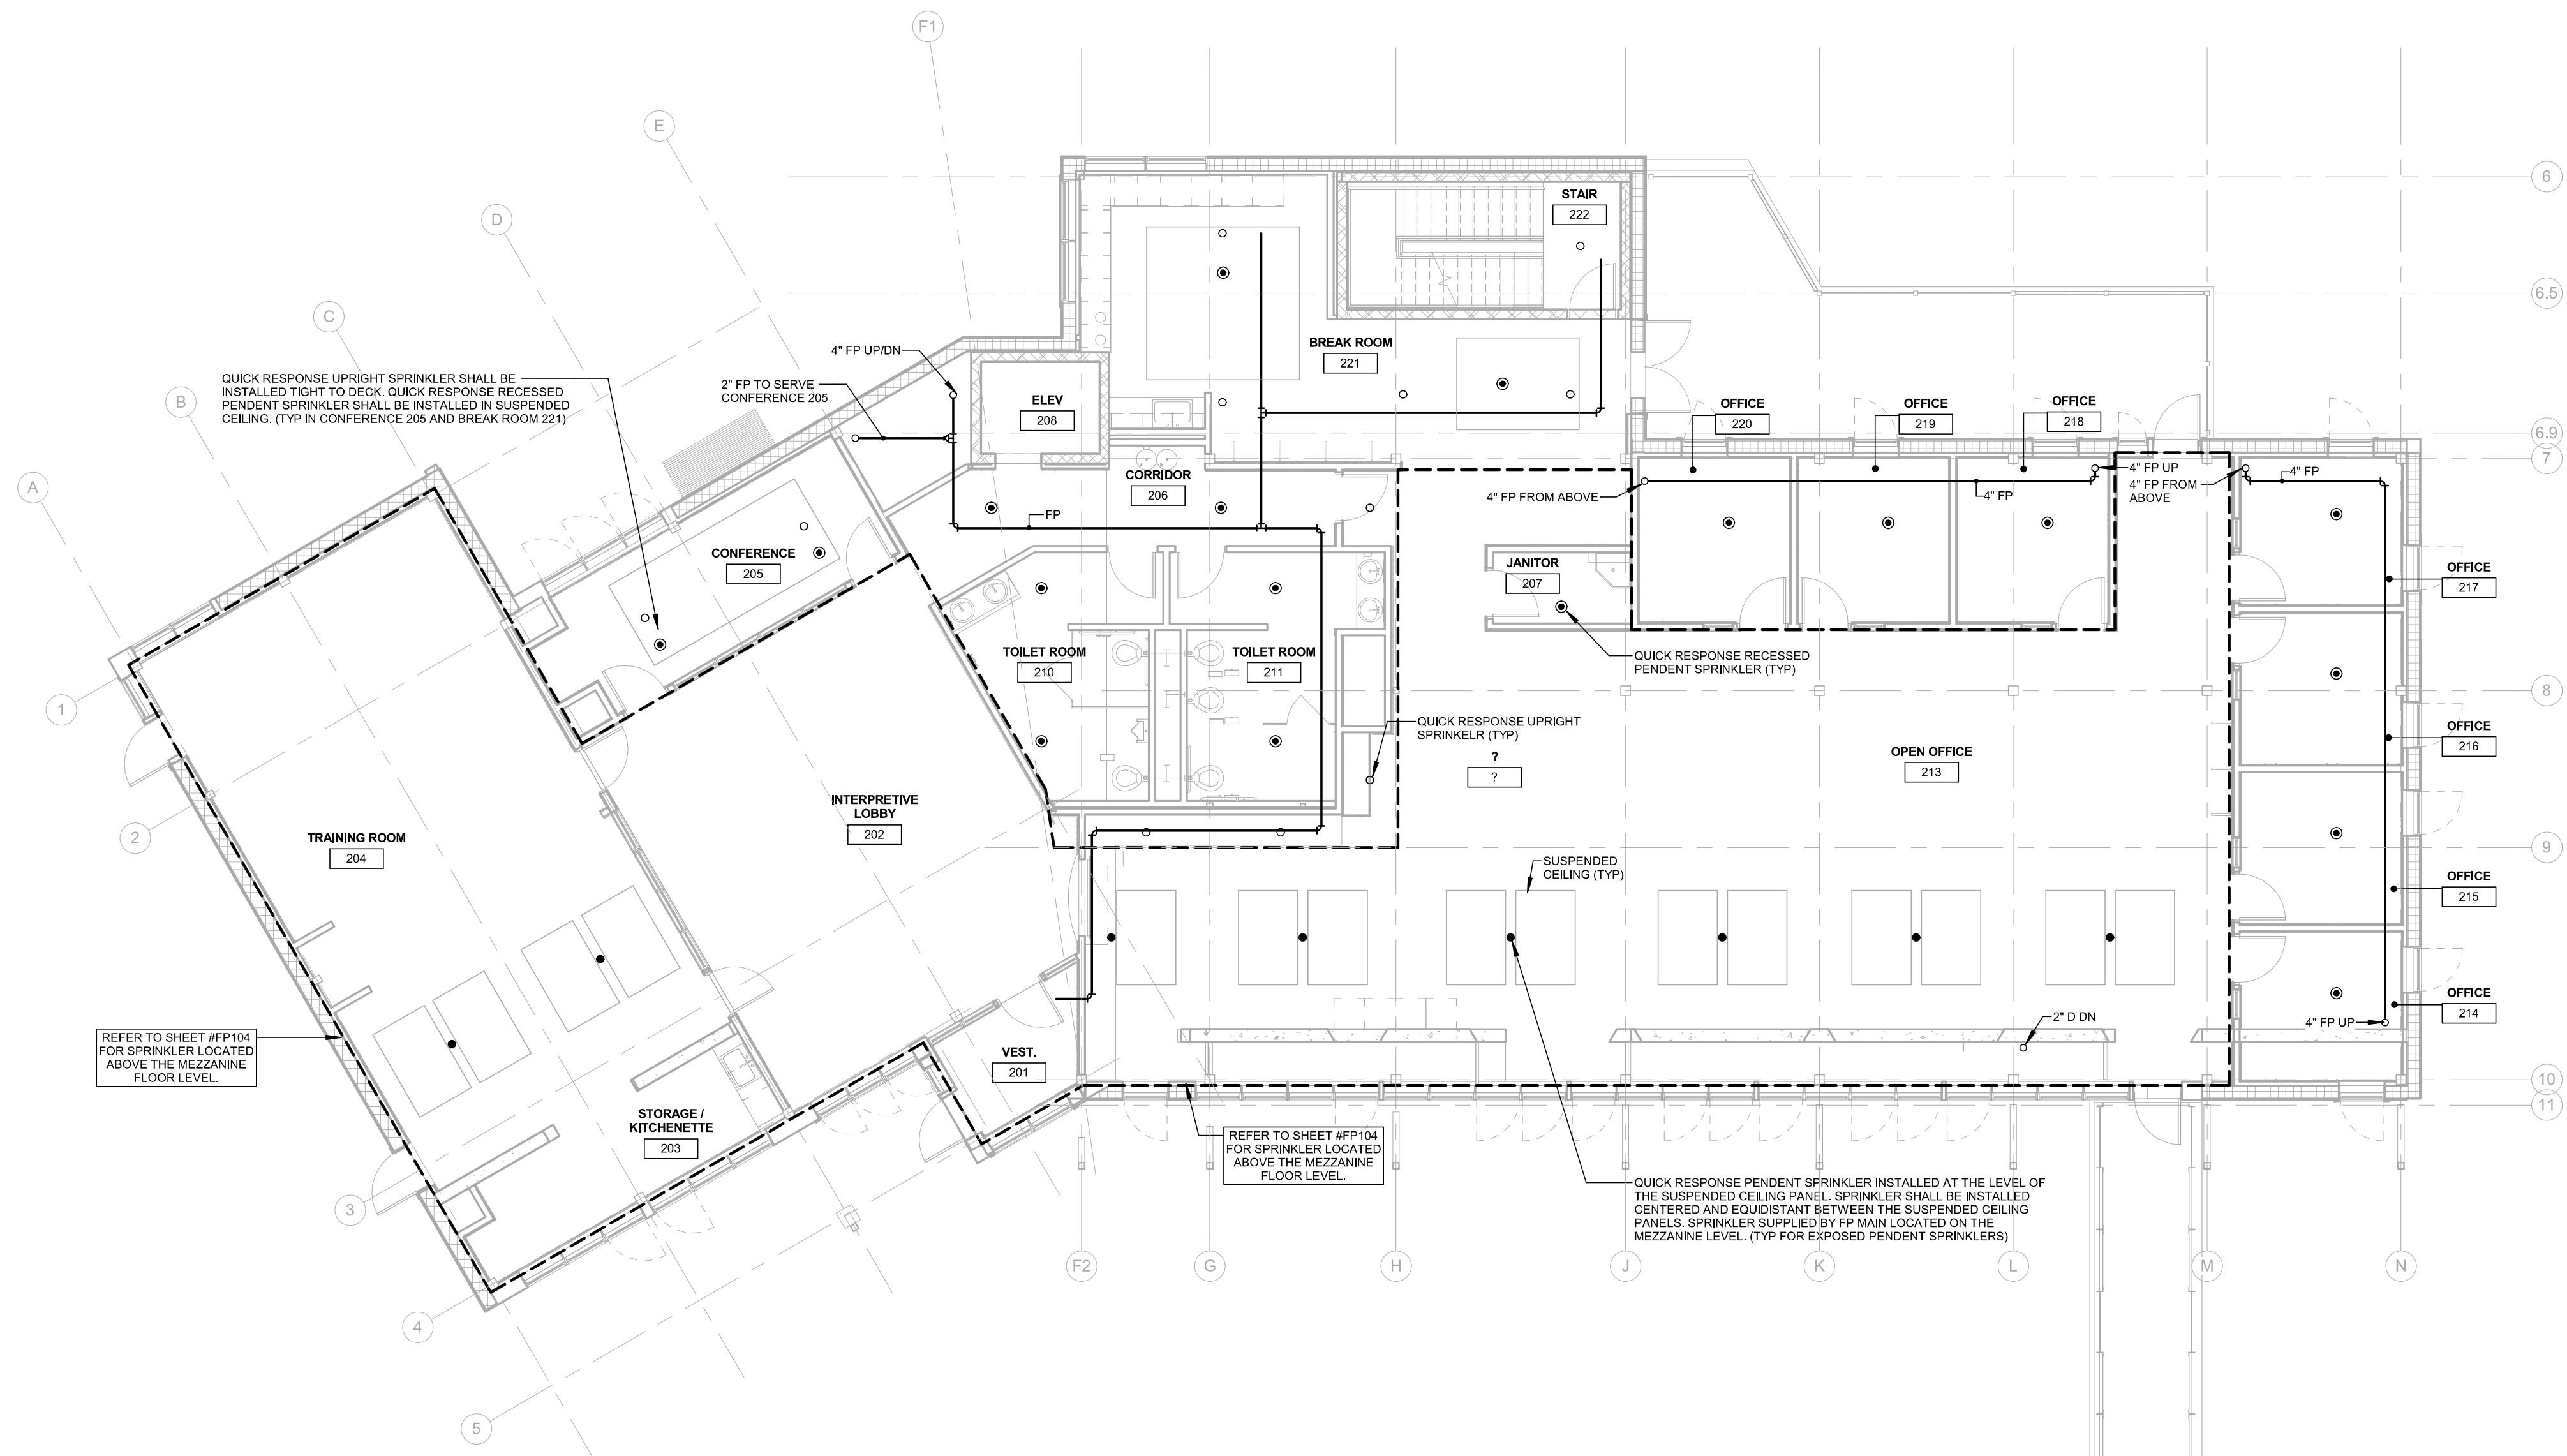 F1
E
D
C
B
A
6
6.5
6.9
7
8
9
10
11
1
2
3
4
5
F2
G
H
J
K
L
M
N
STAIR
222
BREAK ROOM
221
4" FP UP/DN
2" FP TO SERVE
CONFERENCE 205
QUICK RESPONSE UPRIGHT SPRINKLER SHALL BE
INSTALLED TIGHT TO DECK. QUICK RESPONSE RECESSED
PENDENT SPRINKLER SHALL BE INSTALLED IN SUSPENDED
CEILING. (TYP IN CONFERENCE 205 AND BREAK ROOM 221)
ELEV
208
OFFICE
220
OFFICE
219
OFFICE
218
CORRIDOR
206
FP
4" FP FROM ABOVE
4" FP
4" FP UP
4" FP FROM
ABOVE
4" FP
CONFERENCE
205
JANITOR
207
OFFICE
217
TOILET ROOM
210
TOILET ROOM
211
QUICK RESPONSE RECESSED
PENDENT SPRINKLER (TYP)
QUICK RESPONSE UPRIGHT
SPRINKELR (TYP)
?
?
OPEN OFFICE
213
OFFICE
216
TRAINING ROOM
204
INTERPRETIVE
LOBBY
202
SUSPENDED
CEILING (TYP)
OFFICE
215
OFFICE
214
4" FP UP
2" D DN
REFER TO SHEET #FP104
FOR SPRINKLER LOCATED
ABOVE THE MEZZANINE
FLOOR LEVEL.
VEST.
201
STORAGE /
KITCHENETTE
203
REFER TO SHEET #FP104
FOR SPRINKLER LOCATED
ABOVE THE MEZZANINE
FLOOR LEVEL.
QUICK RESPONSE PENDENT SPRINKLER INSTALLED AT THE LEVEL OF
THE SUSPENDED CEILING PANEL. SPRINKLER SHALL BE INSTALLED
CENTERED AND EQUIDISTANT BETWEEN THE SUSPENDED CEILING
PANELS. SPRINKLER SUPPLIED BY FP MAIN LOCATED ON THE
MEZZANINE LEVEL. (TYP FOR EXPOSED PENDENT SPRINKLERS)